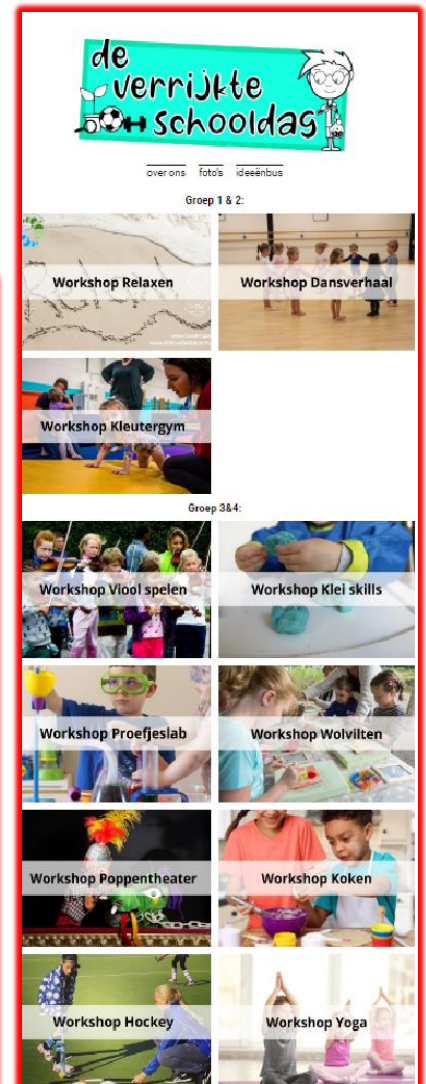 de
verrijkte
schooldag
over ons foto's ideeënbus
Groep 1 & 2:
Workshop Relaxen
Workshop Dansverhaal
Workshop Kleutergym
Groep 3&4:
Workshop Viool spelen
Workshop Klei skills
Workshop Proefjeslab
Workshop Wolvilten
Workshop Poppentheater
Workshop Koken
Workshop Hockey
Workshop Yoga